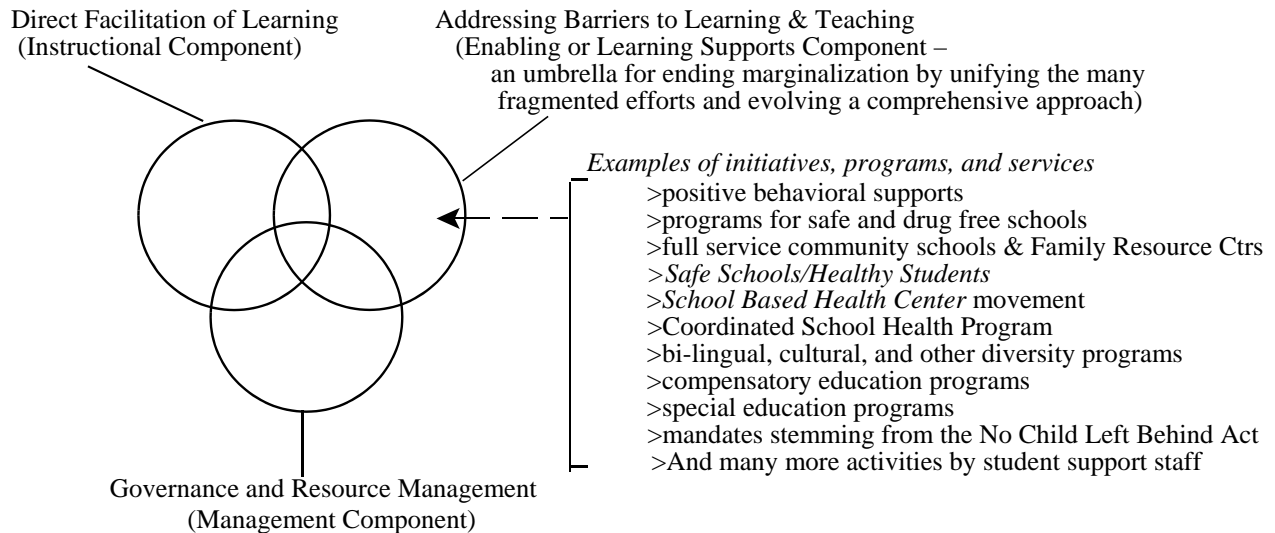 Direct Facilitation of Learning
(Instructional Component)
Addressing Barriers to Learning & Teaching
(Enabling or Learning Supports Component –
an umbrella for ending marginalization by unifying the many
fragmented efforts and evolving a comprehensive approach)
Examples of initiatives, programs, and services
>positive behavioral supports
>programs for safe and drug free schools
>full service community schools & Family Resource Ctrs
>Safe Schools/Healthy Students
>School Based Health Center movement
>Coordinated School Health Program
>bi-lingual, cultural, and other diversity programs
>compensatory education programs
>special education programs
>mandates stemming from the No Child Left Behind Act
>And many more activities by student support staff
Governance and Resource Management
(Management Component)